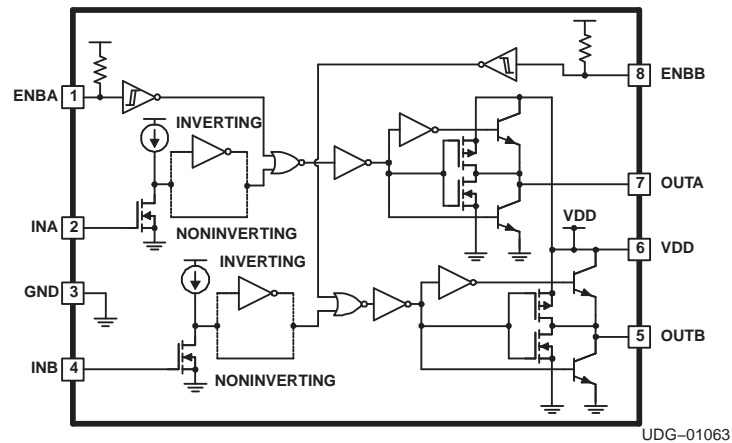 ENBA 1
8 ENBB
INVERTING
7 OUTA
INA 2
NONINVERTING
VDD
6 VDD
INVERTING
GND 3
5 OUTB
INB 4
NONINVERTING
UDG–01063